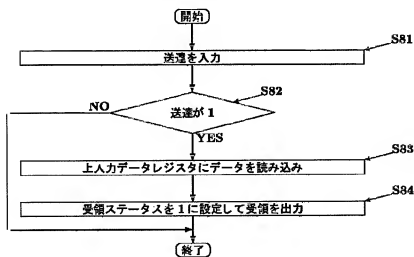 開始
S81
送達を入力
S82
NO
送達が1
YES
S83
上入力データレジスタにデータを読み込み
S84
受領ステータスを1に設定して受領を出力
終了